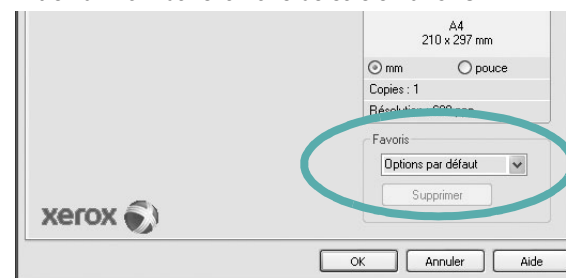 A4
210 x 297 mm
mm pouce
Copies : 1
Favoris
Options par défaut
Supprimer
xerox
OK Annuler Aide